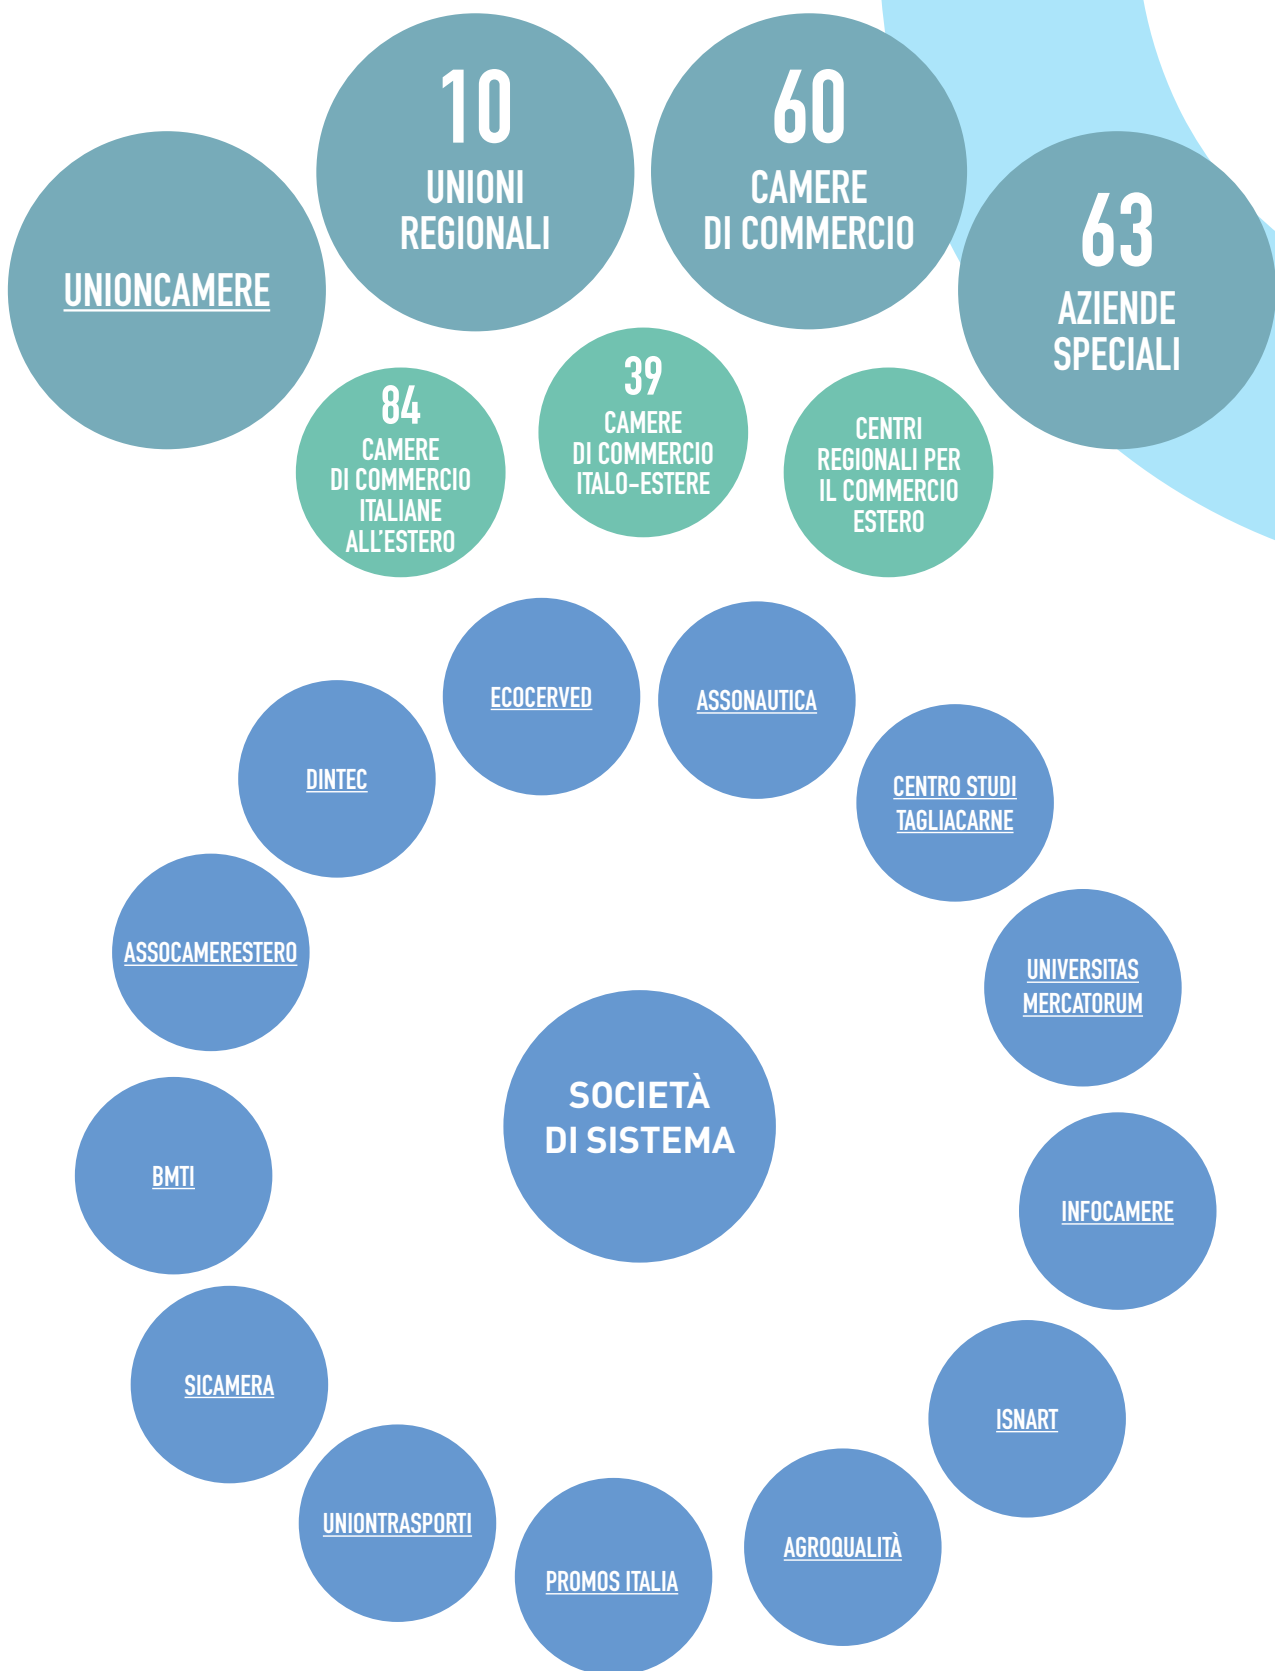 UNIONCAMERE
10
UNIONI
REGIONALI
60
CAMERE
DI COMMERCIO
63
AZIENDE
SPECIALI
84
CAMERE
DI COMMERCIO
ITALIANE
ALL'ESTERO
39
CAMERE
DI COMMERCIO
ITALO-ESTERE
CENTRI
REGIONALI PER
IL COMMERCIO
ESTERO
ECOCERVED
ASSONAUTICA
DINTEC
CENTRO STUDI
TAGLIACARNE
ASSOCAMERESTERO
UNIVERSITAS
MERCATORUM
SOCIETÀ
DI SISTEMA
BMTI
INFOCAMERE
SICAMERA
ISNART
UNIONTRASPORTI
AGROQUALITÀ
PROMOS ITALIA